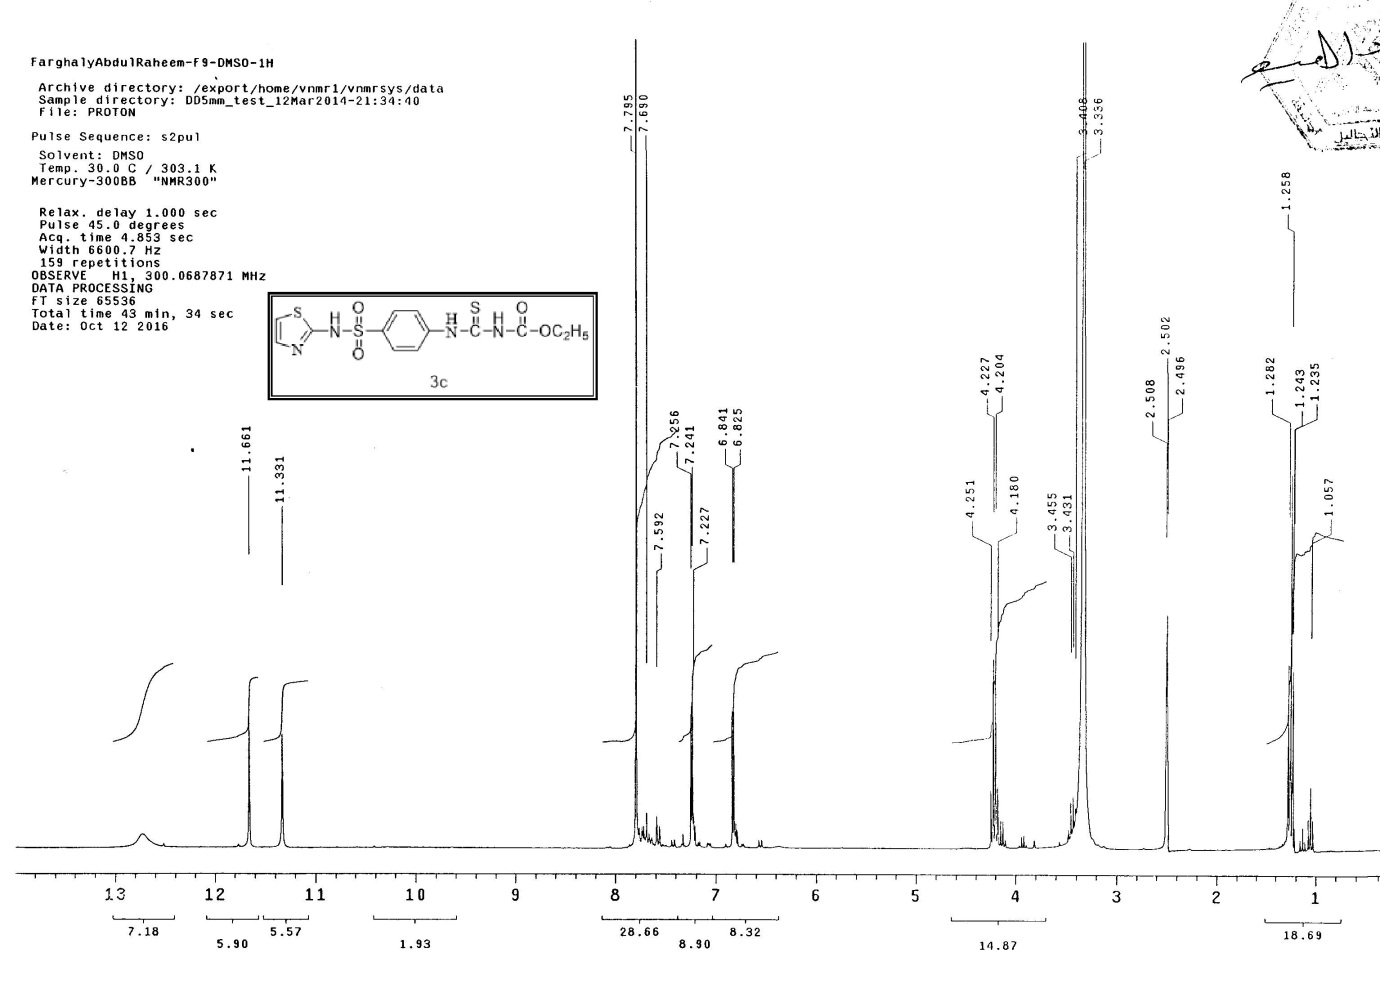 FarghalyAbdulRaheem-F9-DMSO-1H
Archive directory: /export/home/vnmr1/vnmrsys/data
Sample directory: DD5mm_test_12Mar2014-21:34:40
File: PROTON
Pulse Sequence: s2pul
Solvent: DMSO
Temp. 30.0 C / 303.1 K
Mercury-300BB "NMR300"
Relax. delay 1.000 sec
Pulse 45.0 degrees
Acq. time 4.853 sec
Width 6600.7 Hz
159 repetitions
OBSERVE H1, 300.0687871 MHz
DATA PROCESSING
FT size 65536
Total time 43 min, 34 sec
Date: Oct 12 2016
S N H N S O O H N S C NH O C OC2H5
3c
11.661
11.331
7.795
7.690
7.592
7.256
7.241
7.227
6.841
6.825
4.251
4.227
4.204
4.180
3.455
3.431
3.408
3.336
2.508
2.502
2.496
1.282
1.258
1.243
1.235
1.057
13 12 11 10 9 8 7 6 5 4 3 2 1
7.18 5.57 28.66 8.32 18.69
5.90 1.93 8.90 14.87